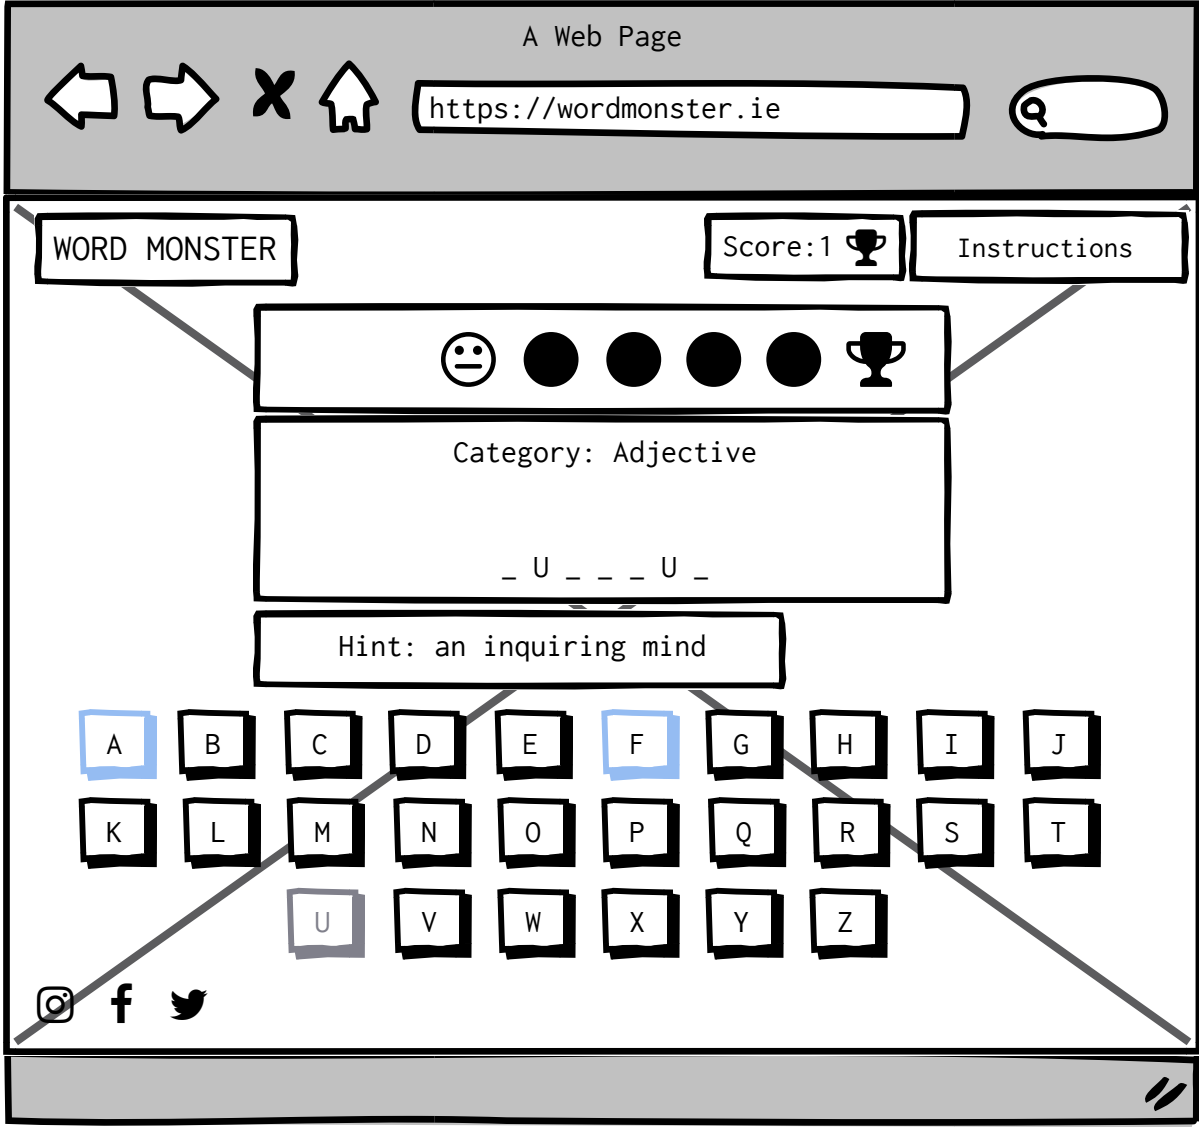 A Web Page
https://wordmonster.ie
WORD MONSTER
Score:1
Instructions
Category: Adjective
_ U _ _ _ U _
Hint: an inquiring mind
A B C D E F G H I J
K L M N O P Q R S T
U V W X Y Z